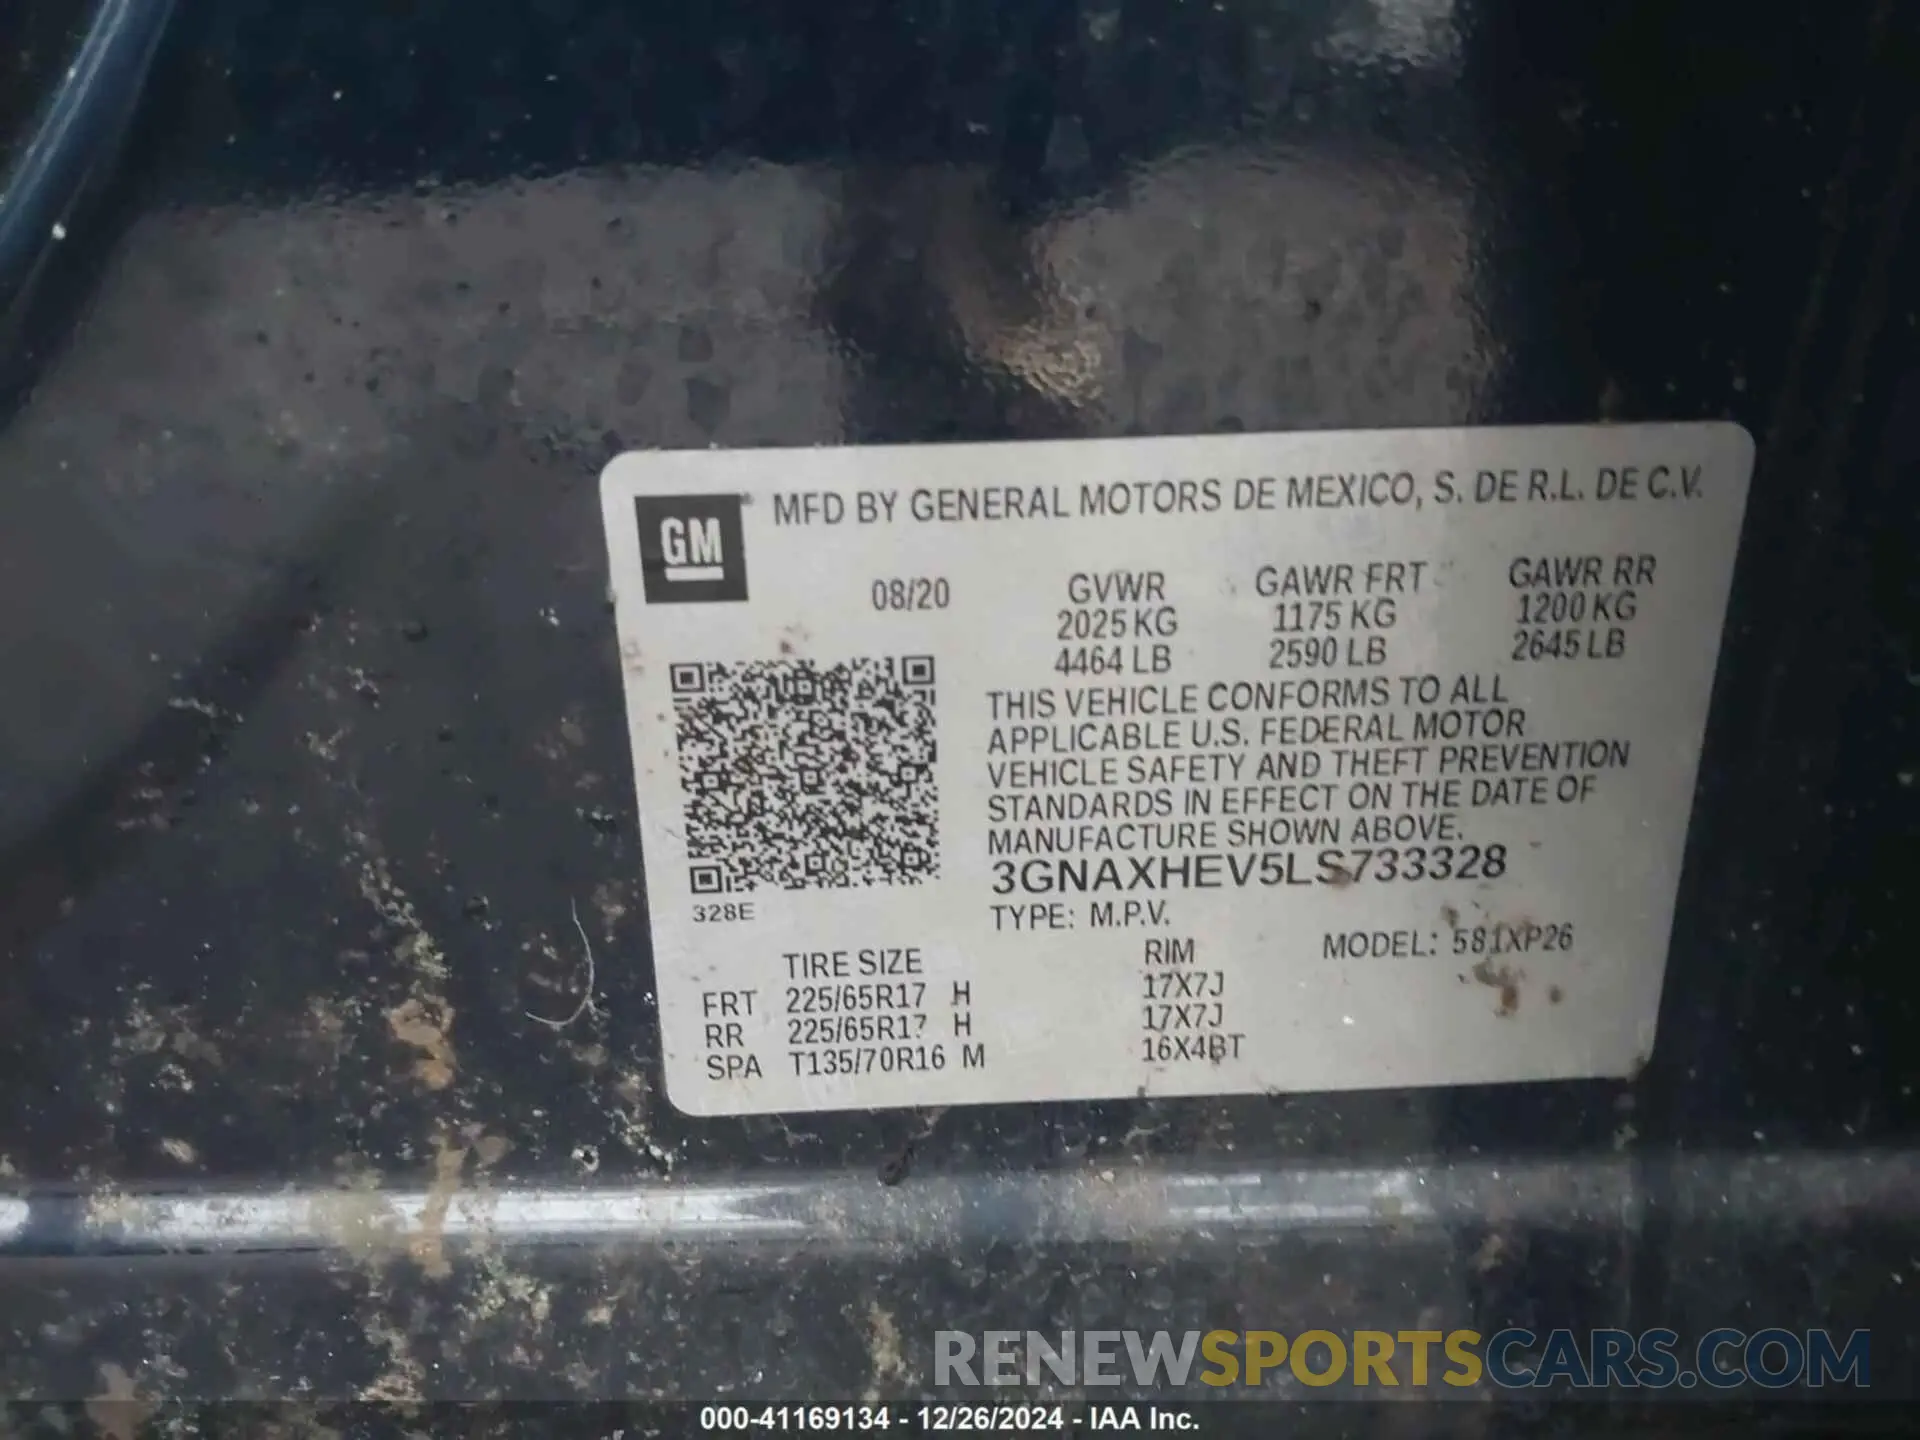 GM MFD BY GENERAL MOTORS DE MEXICO, S. DE R.L. DE C.V.
08/20 GVWR GAWR FRT GAWR RR
2025 KG 1175 KG 1200 KG
4464 LB 2590 LB 2645 LB
THIS VEHICLE CONFORMS TO ALL
APPLICABLE U.S. FEDERAL MOTOR
VEHICLE SAFETY AND THEFT PREVENTION
STANDARDS IN EFFECT ON THE DATE OF
MANUFACTURE SHOWN ABOVE.
3GNAXHEV5LS733328
328E
TYPE: M.P.V.
TIRE SIZE RIM MODEL: 581XP26
FRT 225/65R17 H 17X7J
RR 225/65R17 H 17X7J
SPA T135/70R16 M 16X4BT
RENEWSPORTSCARS.COM
000-41169134 - 12/26/2024 - IAA Inc.